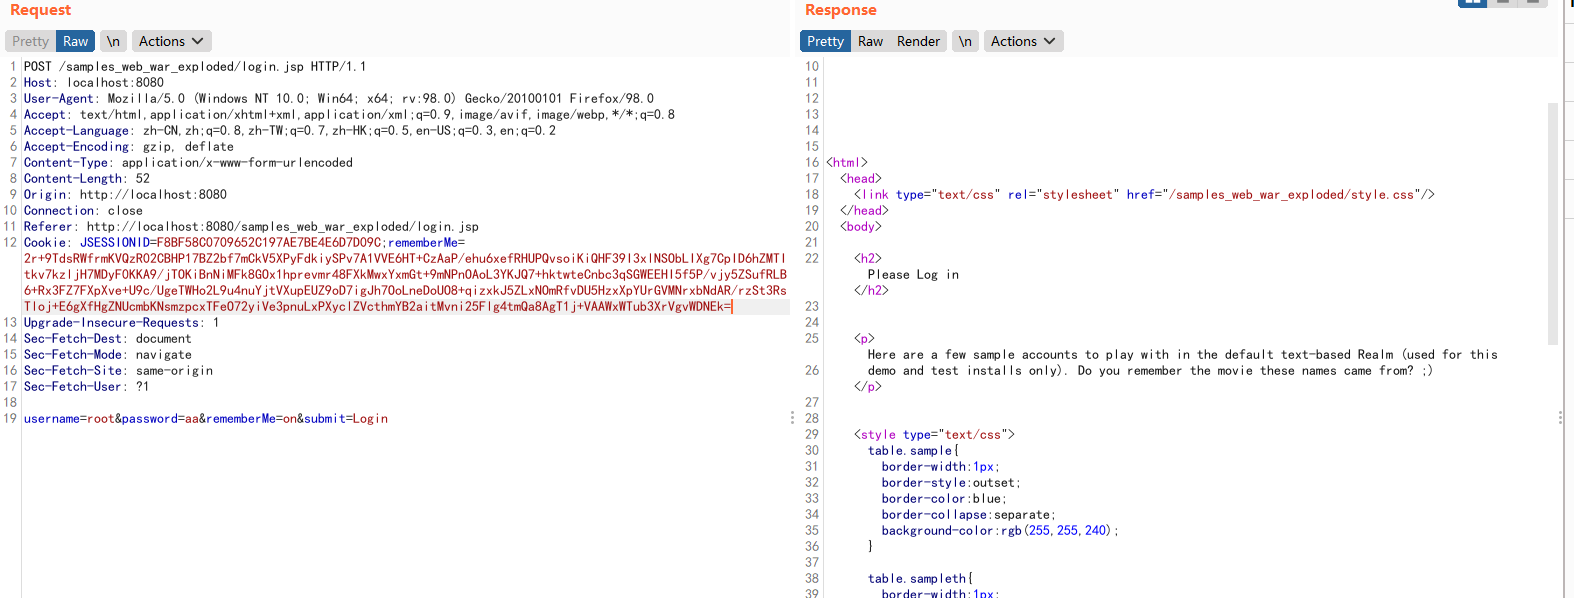 Request
Pretty Raw \n Actions
1 POST /samples_web_war_exploded/login.jsp HTTP/1.1
2 Host: localhost:8080
3 User-Agent: Mozilla/5.0 (Windows NT 10.0; Win64; x64; rv:98.0) Gecko/20100101 Firefox/98.0
4 Accept: text/html,application/xhtml+xml,application/xml;q=0.9,image/avif,image/webp,*/*;q=0.8
5 Accept-Language: zh-CN,zh;q=0.8,zh-TW;q=0.7,zh-HK;q=0.5,en-US;q=0.3,en;q=0.2
6 Accept-Encoding: gzip, deflate
7 Content-Type: application/x-www-form-urlencoded
8 Content-Length: 52
9 Origin: http://localhost:8080
10 Connection: close
11 Referer: http://localhost:8080/samples_web_war_exploded/login.jsp
12 Cookie: JSESSIONID=F8BF58C0709652C197AE7BE4E6D7D09C;rememberMe=
2r+9TdsRWfrmKVQzR02CBHP17BZ2bf7mCkV5XPyFdkiySPv7A1VVE6HT+CzAaP/ehu6xefRHUPQvsoiKiQHF39I3xINSObLIXg7CpID6hZMTI
tkv7kzIjH7MDyFOKKA9/jTOKiBnNiMFk8GOx1hprevmr48FXkMwxYxmGt+9mNPnOAoL3YKJQ7+hktwteCnbc3qSGWEEHI5f5P/vjy5ZSufRLB
6+Rx3FZ7FXpXve+U9c/UgeTWHo2L9u4nuYjtVXupEUZ9oD7igJh7OoLneDoUO8+qizxkJ5ZLxNOmRfvDU5HzxXpYUrGVMNrxbNdAR/rzSt3Rs
TIoj+E6gXfHgZNUcmbKNsmzpcxTFe072yiVe3pnuLxPXycIZVcthmYB2aitMvni25FIg4tmQa8AgT1j+VAAWxWTub3XrVgvWDNEk=
13 Upgrade-Insecure-Requests: 1
14 Sec-Fetch-Dest: document
15 Sec-Fetch-Mode: navigate
16 Sec-Fetch-Site: same-origin
17 Sec-Fetch-User: ?1
18
19 username=root&password=aa&rememberMe=on&submit=Login
Response
Pretty Raw Render \n Actions
10
11
12
13
14
15
16 <html>
17 <head>
18 <link type="text/css" rel="stylesheet" href="/samples_web_war_exploded/style.css"/>
19 </head>
20 <body>
21
22 <h2>
Please Log in
</h2>
23
24
25 <p>
Here are a few sample accounts to play with in the default text-based Realm (used for this
26 demo and test installs only). Do you remember the movie these names came from? ;)
</p>
27
28
29 <style type="text/css">
30 table.sample{
31 border-width:1px;
32 border-style:outset;
33 border-color:blue;
34 border-collapse:separate;
35 background-color:rgb(255,255,240);
36 }
37
38 table.sampleth{
39 border-width:1px;